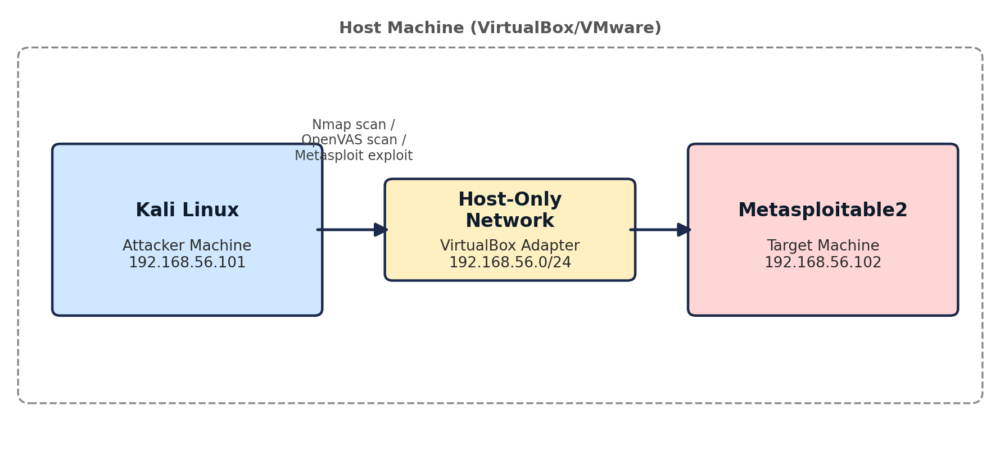 Host Machine (VirtualBox/VMware)
Nmap scan /
OpenVAS scan /
Metasploit exploit
Kali Linux
Attacker Machine
192.168.56.101
Host-Only
Network
VirtualBox Adapter
192.168.56.0/24
Metasploitable2
Target Machine
192.168.56.102